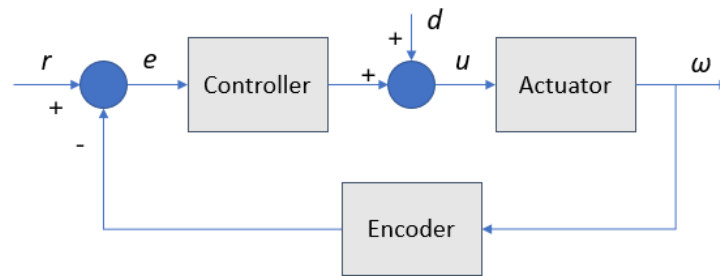 d
+
r
e
+
u
ω
Controller
Actuator
+
-
Encoder